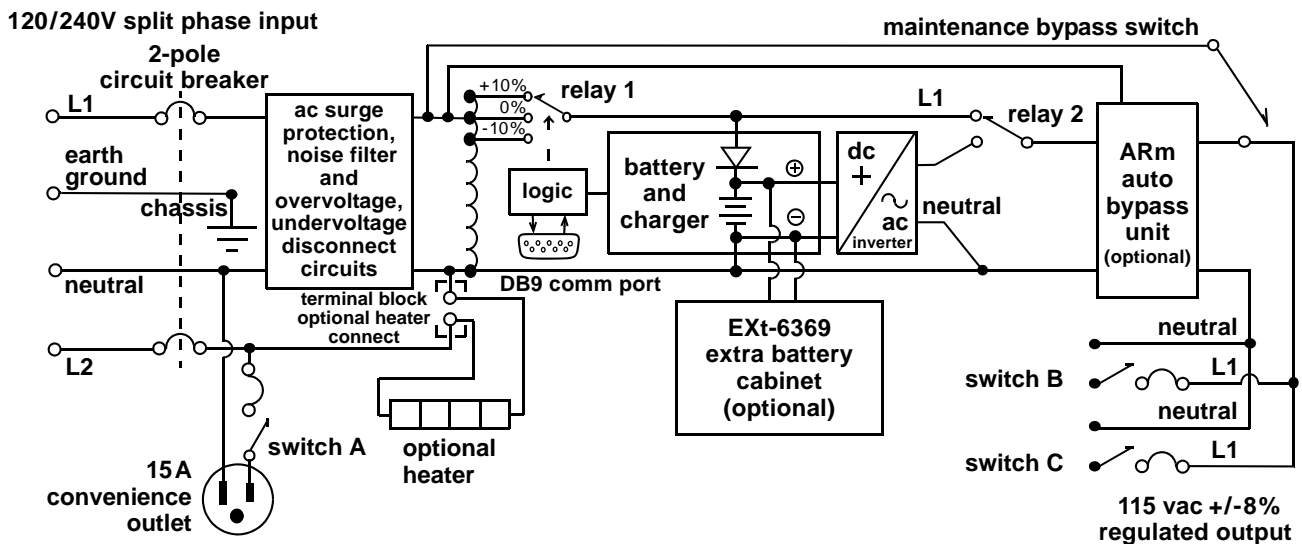 120/240V split phase input
2-pole
circuit breaker
L1
earth
ground
chassis
neutral
L2
ac surge
protection,
noise filter
and
overvoltage,
undervoltage
disconnect
circuits
+10%
0%
-10%
relay 1
logic
DB9 comm port
battery
and
charger
+
−
dc
+
ac
inverter
neutral
L1
relay 2
maintenance bypass switch
ARm
auto
bypass
unit
(optional)
terminal block
optional heater
connect
optional
heater
switch A
15A
convenience
outlet
EXt-6369
extra battery
cabinet
(optional)
neutral
switch B
L1
neutral
switch C
L1
115 vac +/-8%
regulated output